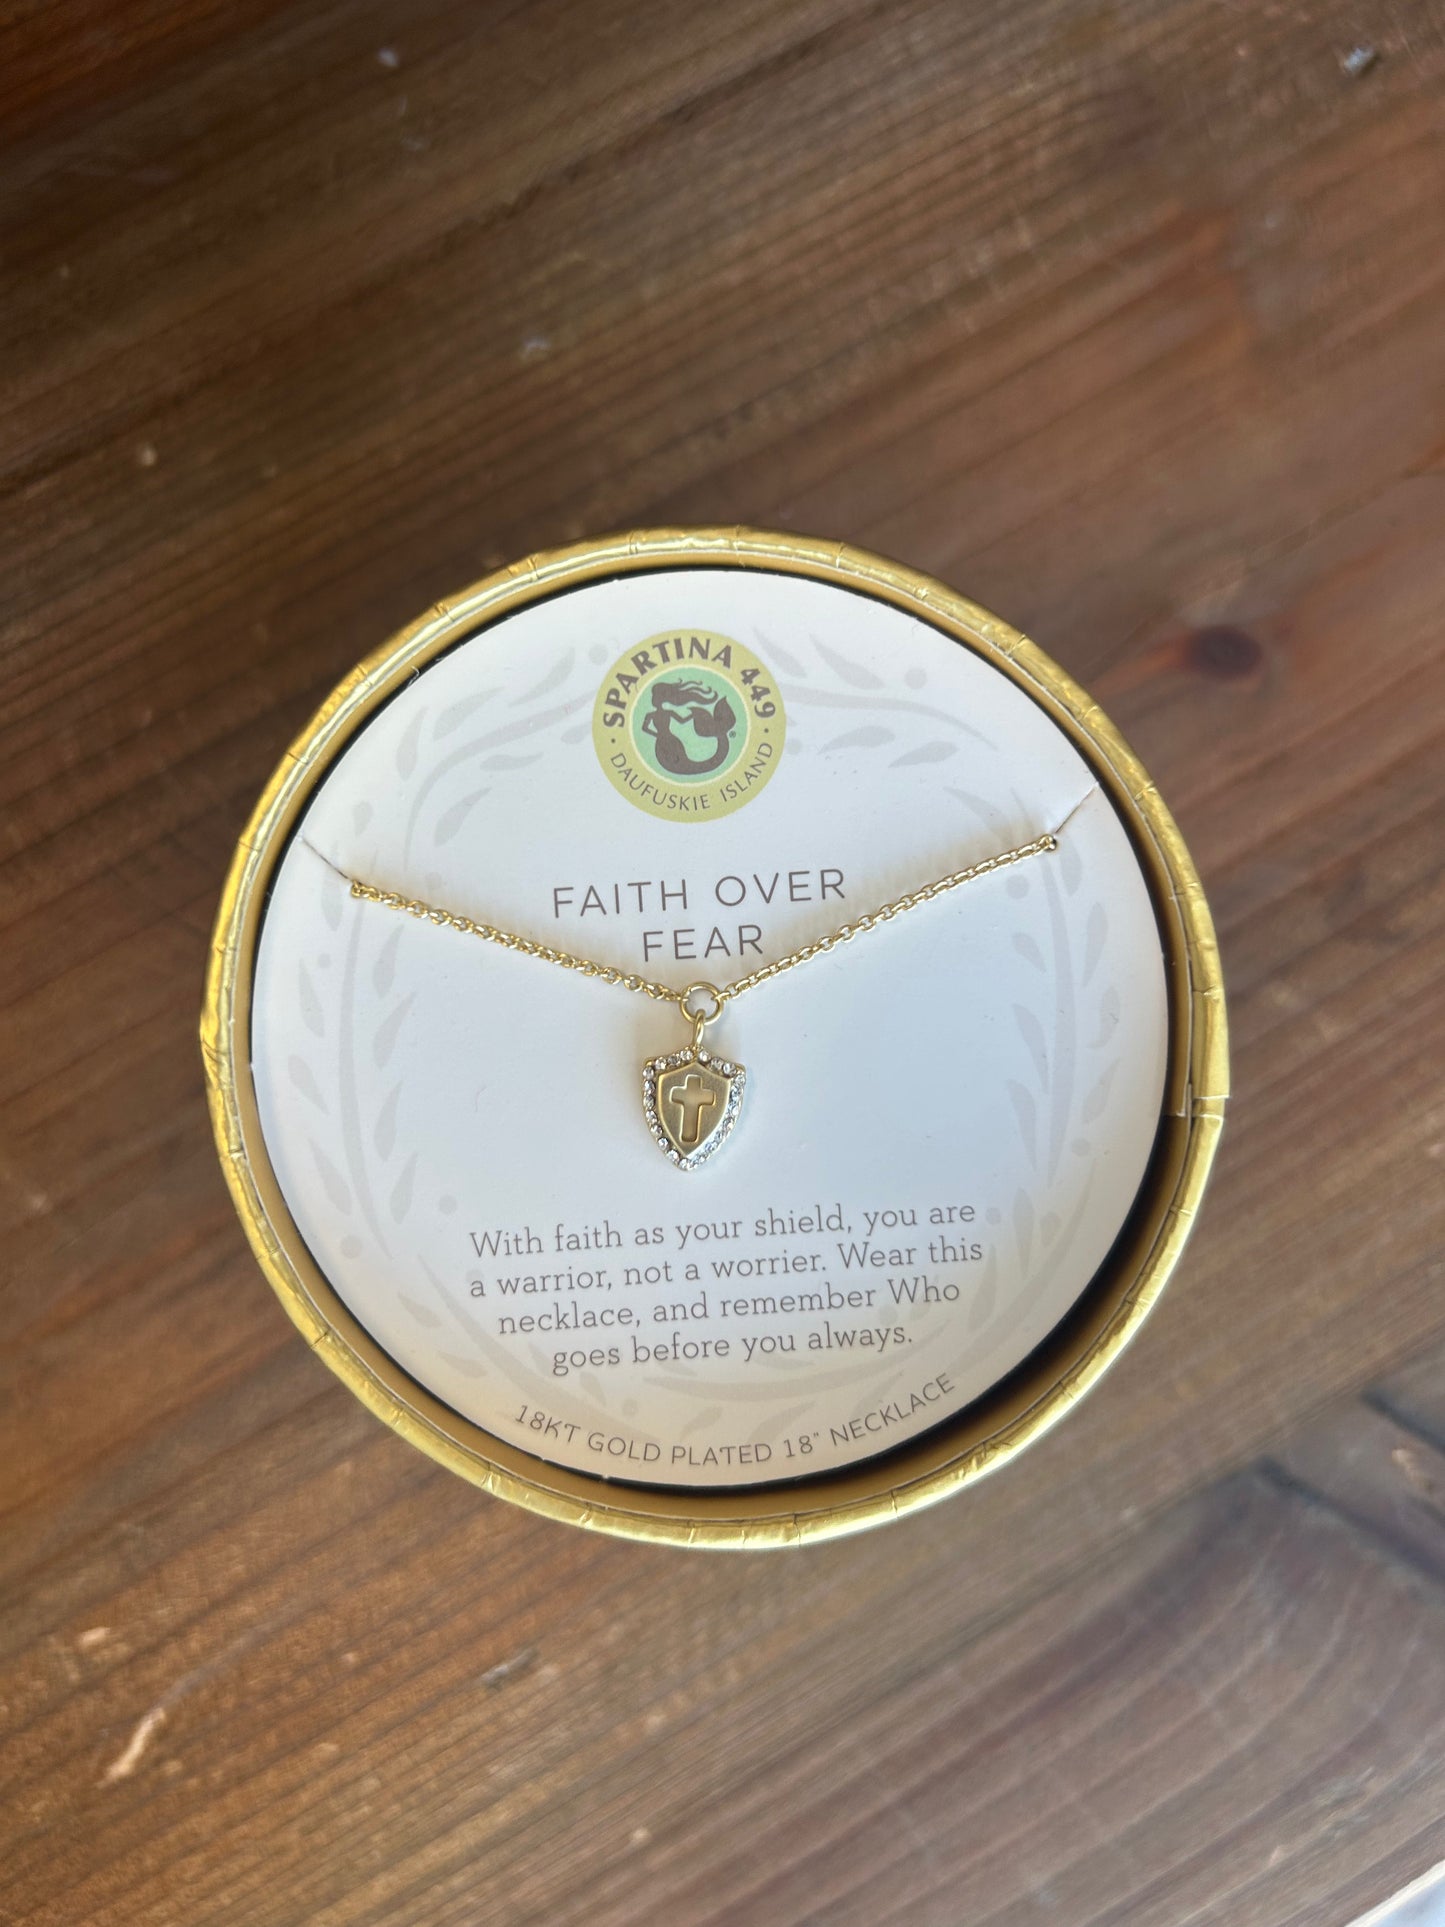 SPARTINA 449
· DAUFUSKIE ISLAND ·
®
FAITH OVER
FEAR
With faith as your shield, you are
a warrior, not a worrier. Wear this
necklace, and remember Who
goes before you always.
18KT GOLD PLATED 18" NECKLACE